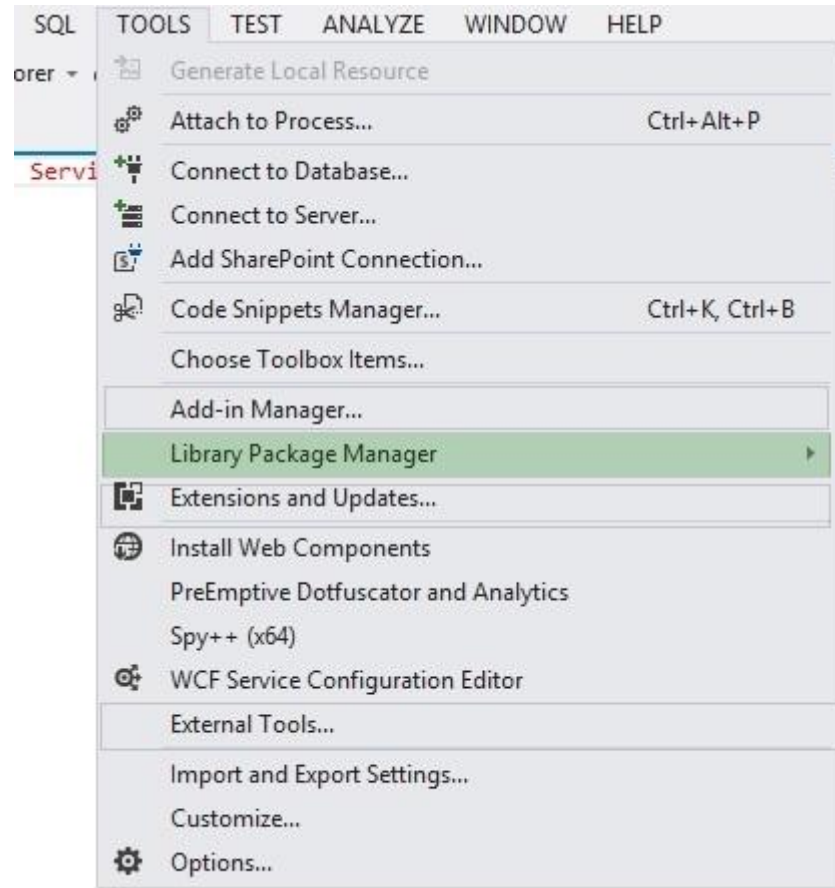 SQL TOOLS TEST ANALYZE WINDOW HELP
orer
Generate Local Resource
Attach to Process... Ctrl+Alt+P
Servi
Connect to Database...
Connect to Server...
Add SharePoint Connection...
Code Snippets Manager... Ctrl+K, Ctrl+B
Choose Toolbox Items...
Add-in Manager...
Library Package Manager
Extensions and Updates...
Install Web Components
PreEmptive Dotfuscator and Analytics
Spy++ (x64)
WCF Service Configuration Editor
External Tools...
Import and Export Settings...
Customize...
Options...